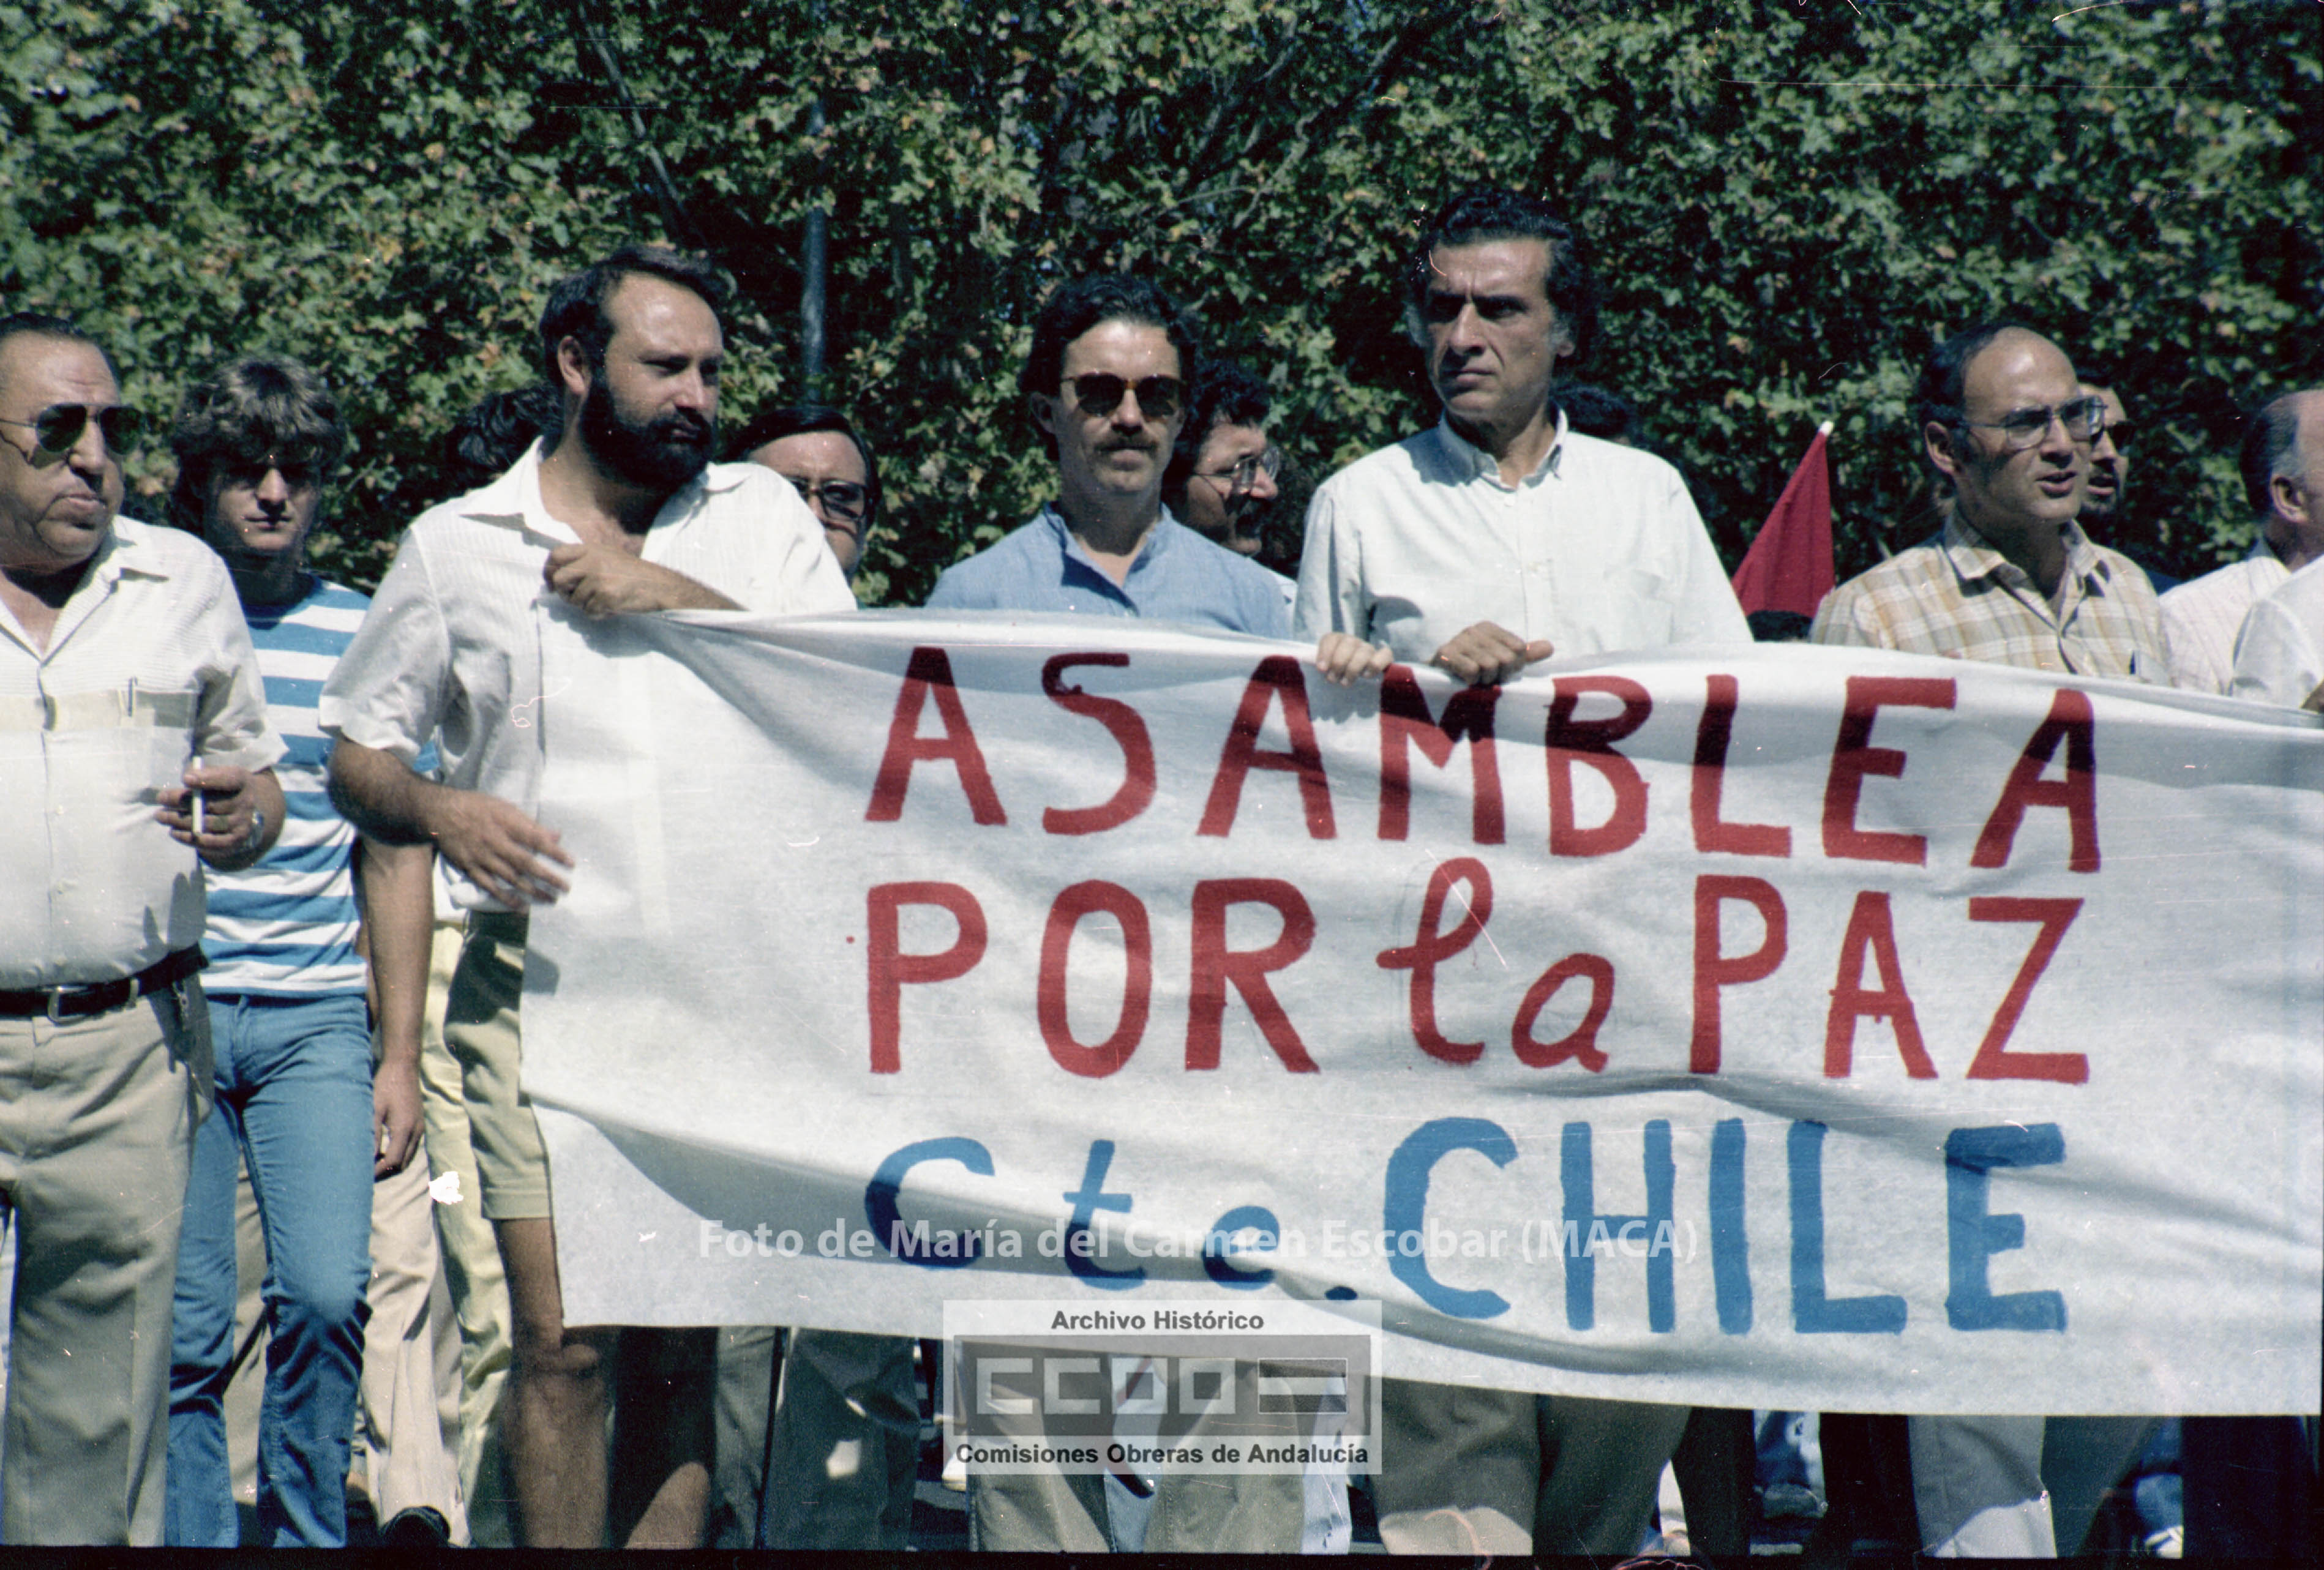 ASAMBLEA
POR la PAZ
Cte. CHILE
Foto de María del Carmen Escobar (MACA)
Archivo Histórico
CCOO
Comisiones Obreras de Andalucía